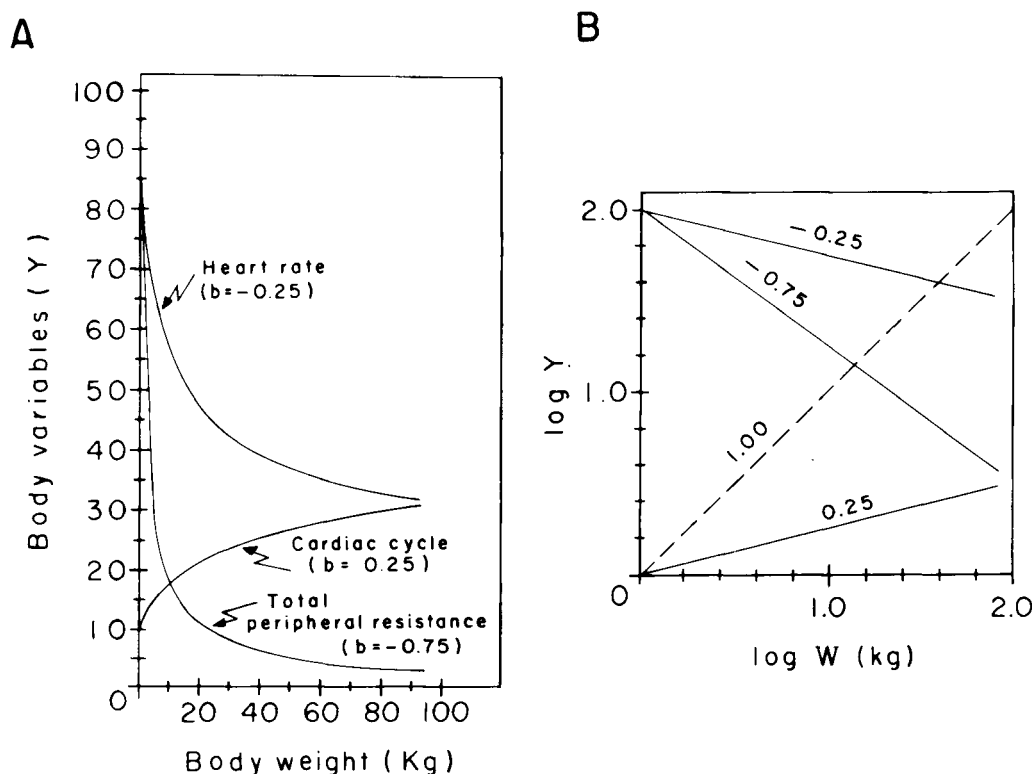 A
100
90
80
70
60
50
40
30
20
10
0
Body variables (Y)
Heart rate
(b=-0.25)
Cardiac cycle
(b= 0.25)
Total
peripheral resistance
(b=-0.75)
20 40 60 80 100
Body weight (Kg)
B
2.0
1.0
0
log Y
-0.25
-0.75
1.00
0.25
1.0 2.0
log W (kg)